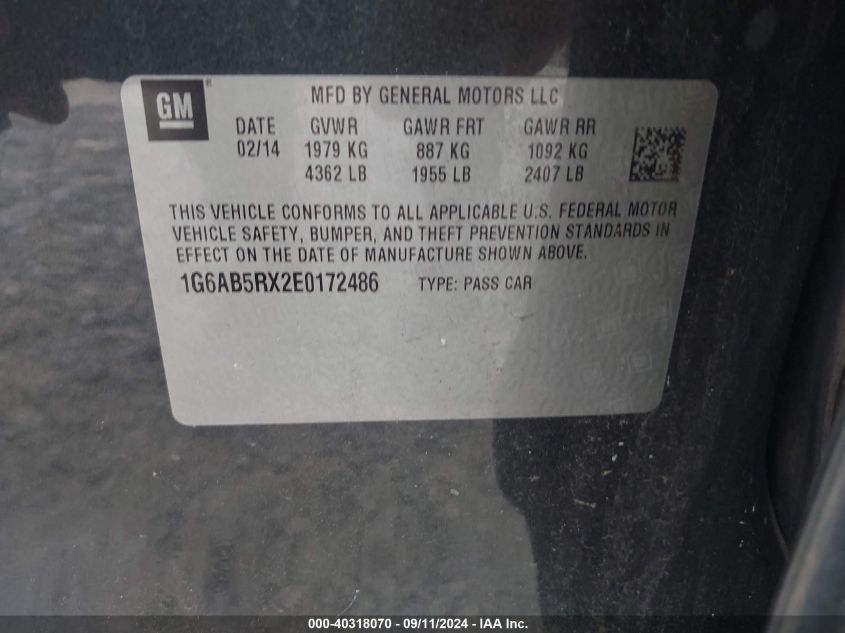 GM®
MFD BY GENERAL MOTORS LLC
DATE GVWR GAWR FRT GAWR RR
02/14 1979 KG 887 KG 1092 KG
4362 LB 1955 LB 2407 LB
THIS VEHICLE CONFORMS TO ALL APPLICABLE U.S. FEDERAL MOTOR
VEHICLE SAFETY, BUMPER, AND THEFT PREVENTION STANDARDS IN
EFFECT ON THE DATE OF MANUFACTURE SHOWN ABOVE.
1G6AB5RX2E0172486 TYPE: PASS CAR
000-40318070 - 09/11/2024 - IAA Inc.